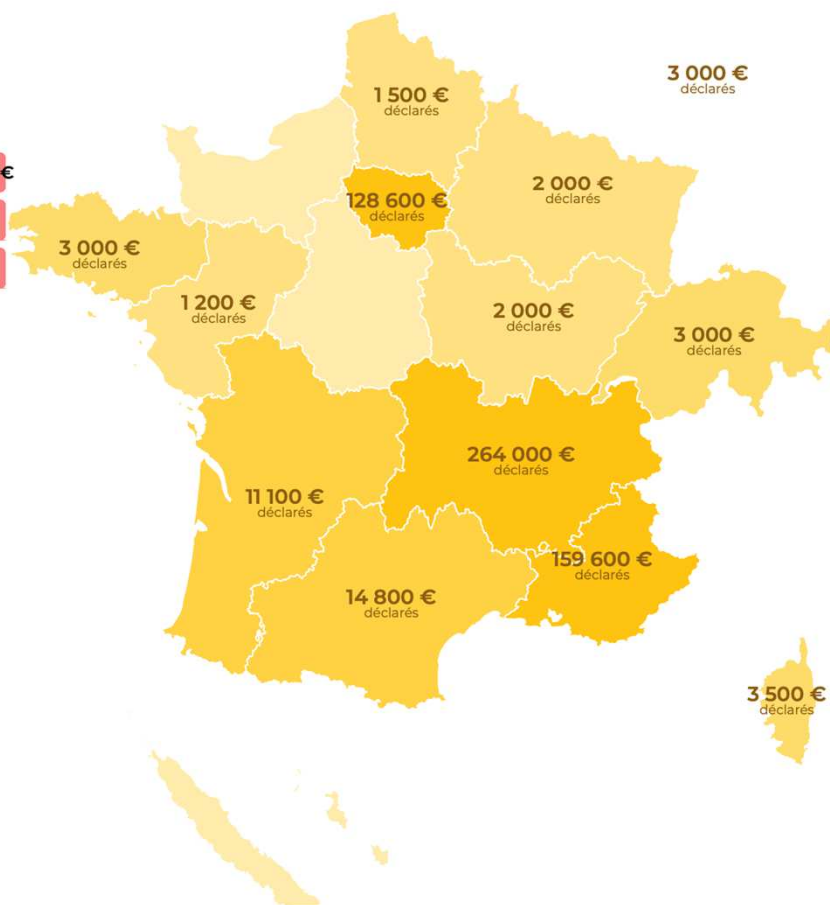 3 000 €
déclarés
1 500 €
déclarés
€
2 000 €
déclarés
128 600 €
déclarés
3 000 €
déclarés
1 200 €
déclarés
2 000 €
déclarés
3 000 €
déclarés
264 000 €
déclarés
11 100 €
déclarés
159 600 €
déclarés
14 800 €
déclarés
3 500 €
déclarés